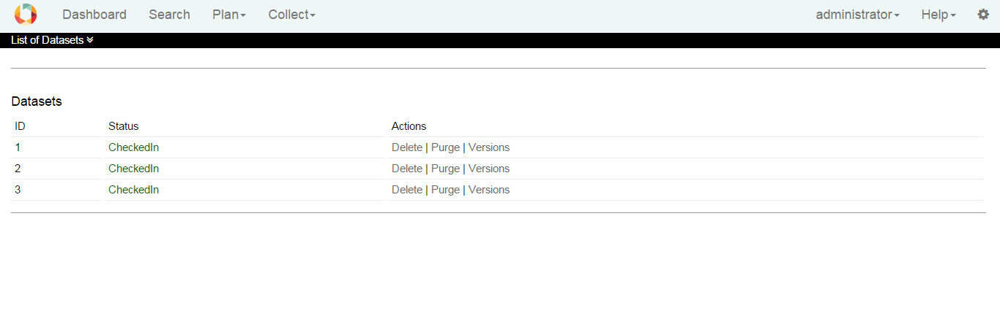 Dashboard Search Plan Collect administrator Help
List of Datasets
Datasets
ID Status Actions
1 CheckedIn Delete | Purge | Versions
2 CheckedIn Delete | Purge | Versions
3 CheckedIn Delete | Purge | Versions